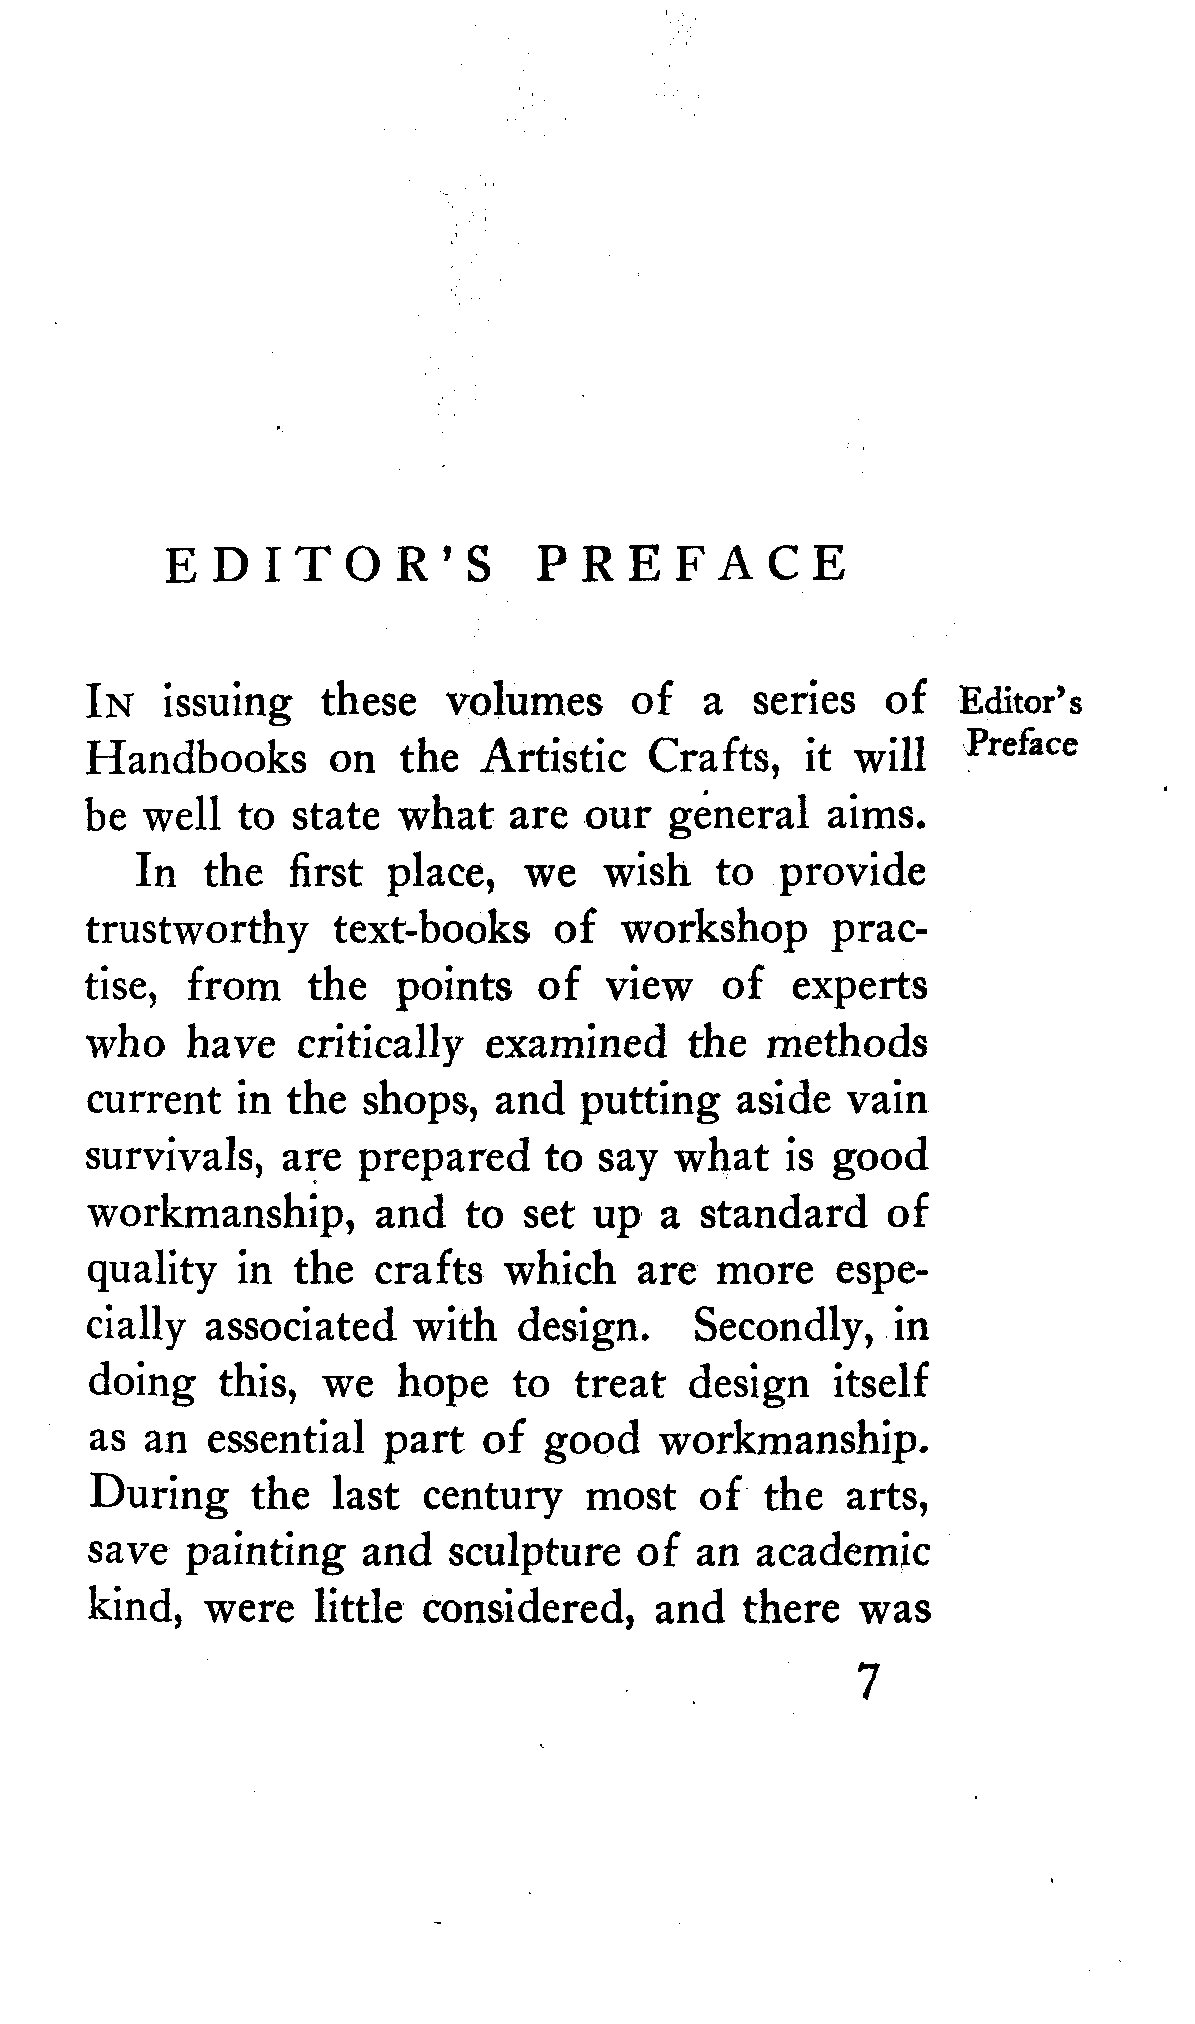 EDITOR'S PREFACE
IN issuing these volumes of a series of
Editor's
Handbooks on the Artistic Crafts, it will
Preface
be well to state what are our general aims.
In the first place, we wish to provide
trustworthy text-books of workshop prac-
tise, from the points of view of experts
who have critically examined the methods
current in the shops, and putting aside vain
survivals, are prepared to say what is good
workmanship, and to set up a standard of
quality in the crafts which are more espe-
cially associated with design. Secondly, in
doing this, we hope to treat design itself
as an essential part of good workmanship.
During the last century most of the arts,
save painting and sculpture of an academic
kind, were little considered, and there was
7